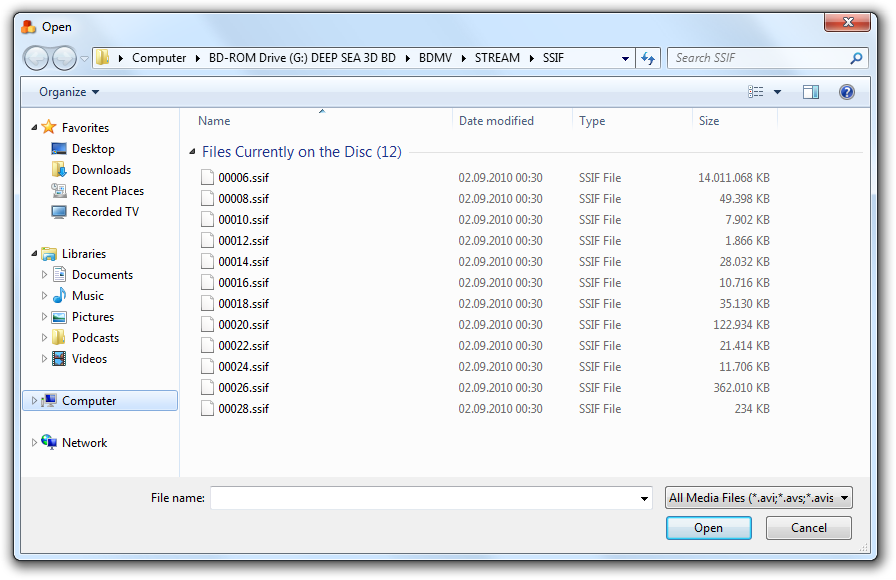 Open
Computer BD-ROM Drive (G:) DEEP SEA 3D BD BDMV STREAM SSIF Search SSIF
Organize
Name Date modified Type Size
Favorites
Desktop
Downloads
Recent Places
Recorded TV
Libraries
Documents
Music
Pictures
Podcasts
Videos
Computer
Network
Files Currently on the Disc (12)
00006.ssif 02.09.2010 00:30 SSIF File 14.011.068 KB
00008.ssif 02.09.2010 00:30 SSIF File 49.398 KB
00010.ssif 02.09.2010 00:30 SSIF File 7.902 KB
00012.ssif 02.09.2010 00:30 SSIF File 1.866 KB
00014.ssif 02.09.2010 00:30 SSIF File 28.032 KB
00016.ssif 02.09.2010 00:30 SSIF File 10.716 KB
00018.ssif 02.09.2010 00:30 SSIF File 35.130 KB
00020.ssif 02.09.2010 00:30 SSIF File 122.934 KB
00022.ssif 02.09.2010 00:30 SSIF File 21.414 KB
00024.ssif 02.09.2010 00:30 SSIF File 11.706 KB
00026.ssif 02.09.2010 00:30 SSIF File 362.010 KB
00028.ssif 02.09.2010 00:30 SSIF File 234 KB
File name: All Media Files (*.avi;*.avs;*.avis
Open Cancel